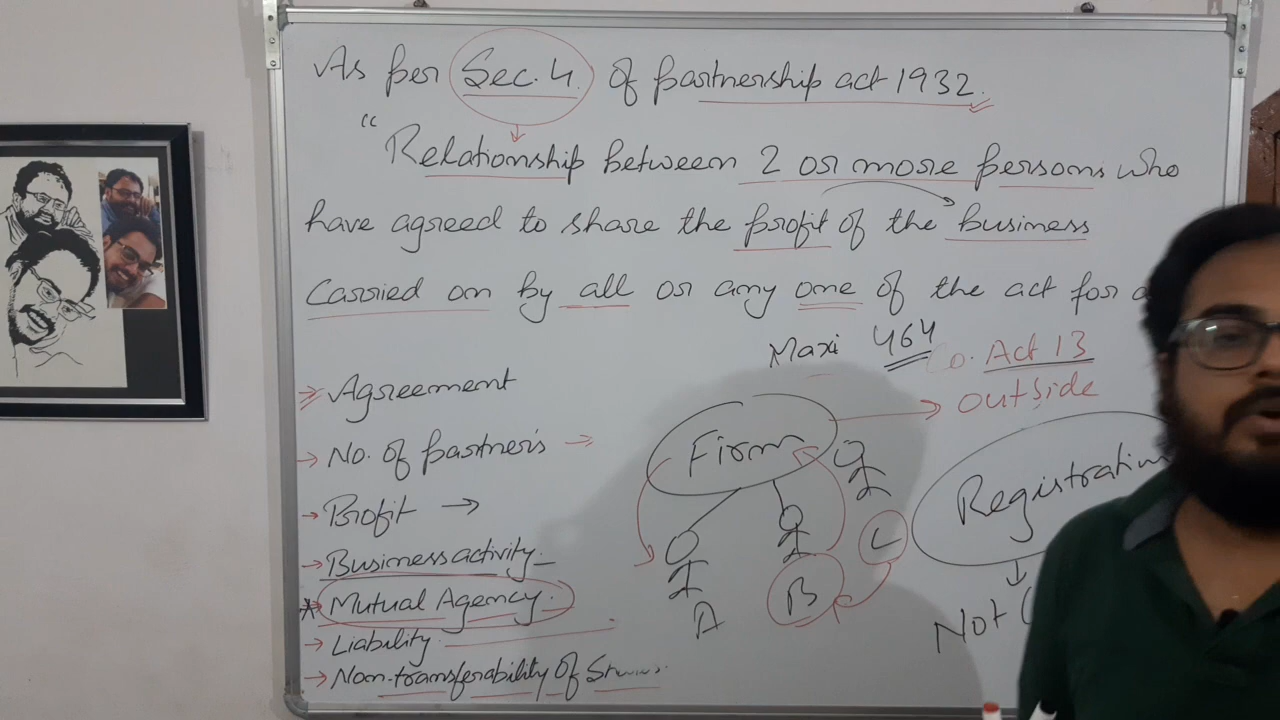 As per Sec. 4. of partnership act 1932.
“Relationship between 2 or more persons who
have agreed to share the profit of the business
Carried on by all or any one of the act for
Maxi 464
Co. Act 13
outside
Agreement
No. of partner's
Profit
Business activity.
Mutual Agency.
Liability
Non-transferability of
Firm
A
B
L
Registration
Not